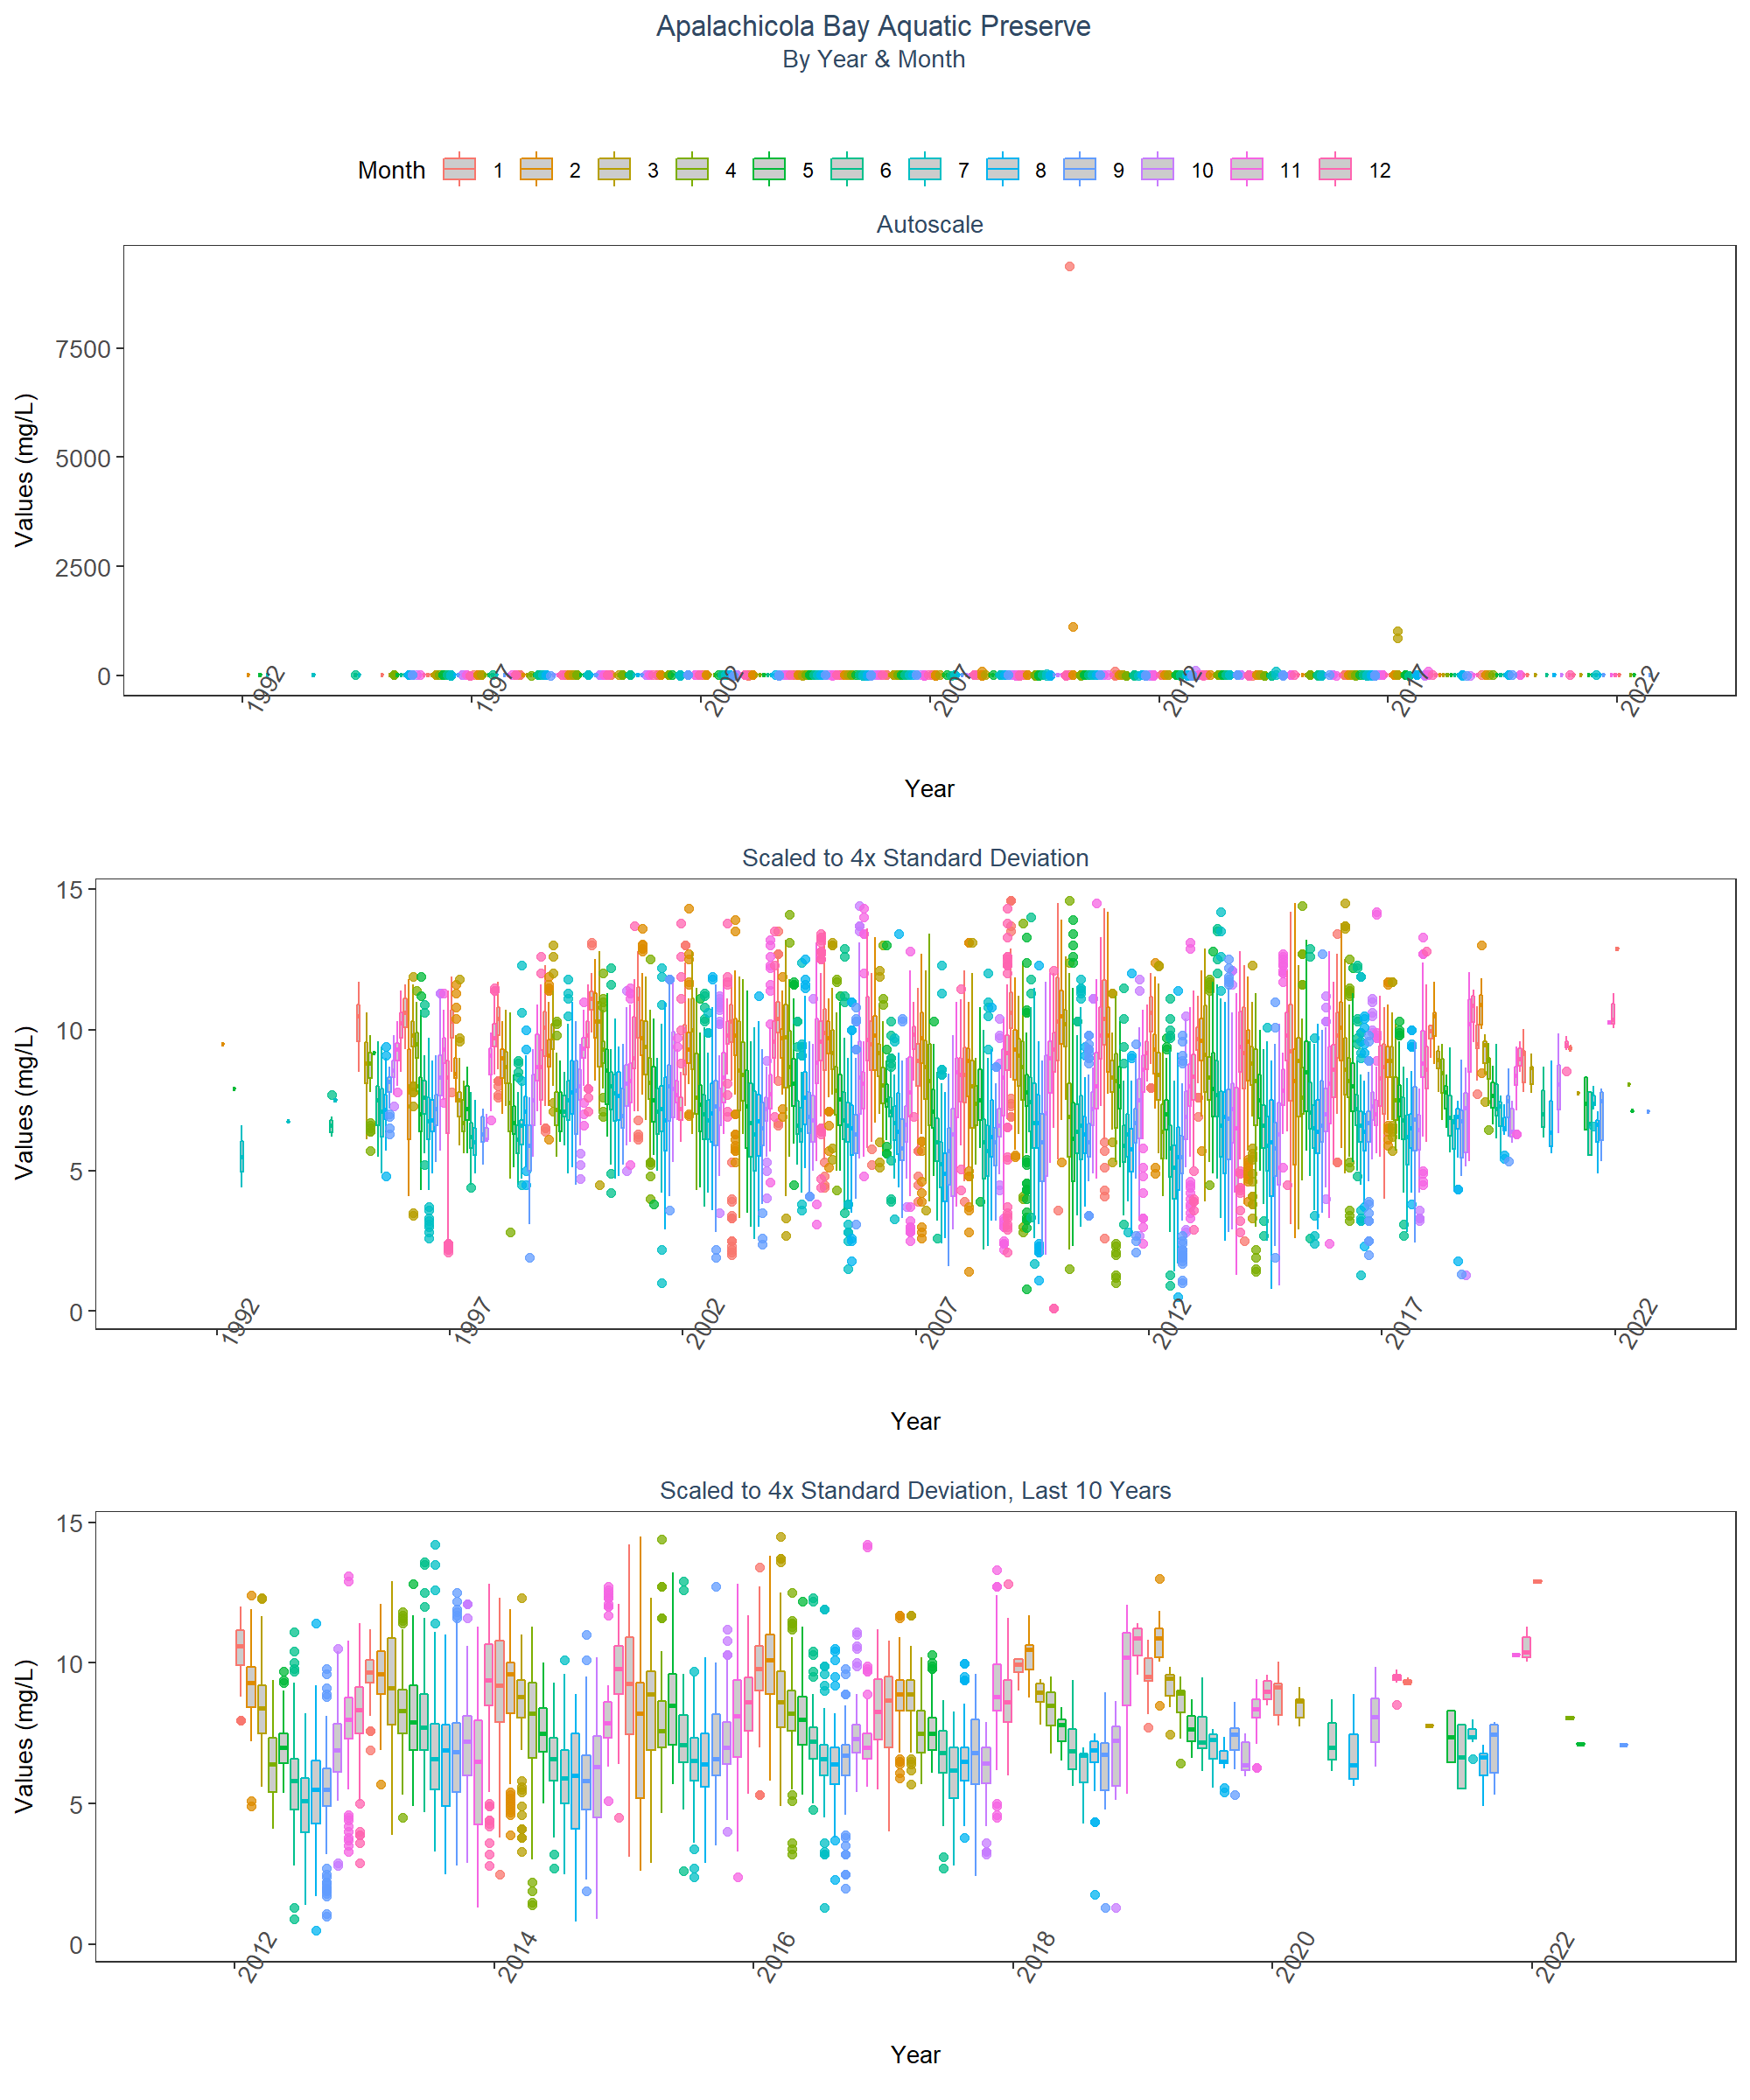 Apalachicola Bay Aquatic Preserve
By Year & Month
Month 1 2 3 4 5 6 7 8 9 10 11 12
Autoscale
Values (mg/L)
7500
5000
2500
0
1992 1997 2002 2007 2012 2017 2022
Year
Scaled to 4x Standard Deviation
Values (mg/L)
15
10
5
0
1992 1997 2002 2007 2012 2017 2022
Year
Scaled to 4x Standard Deviation, Last 10 Years
Values (mg/L)
15
10
5
0
2012 2014 2016 2018 2020 2022
Year